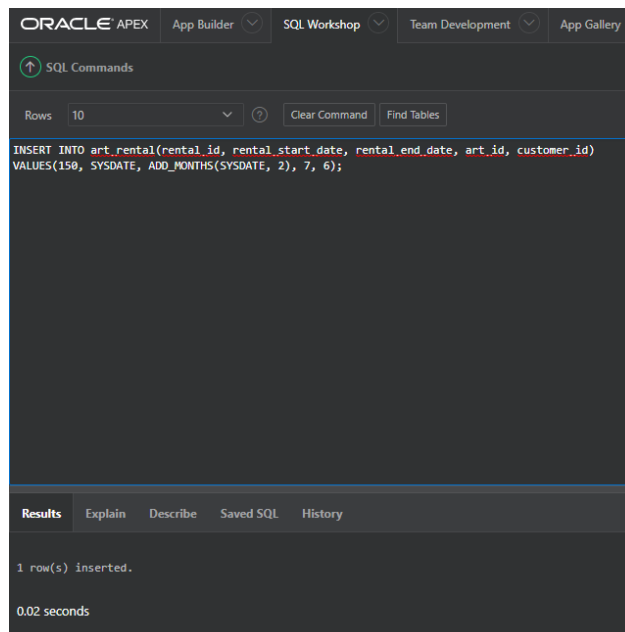 ORACLE APEX App Builder SQL Workshop Team Development App Gallery
SQL Commands
Rows 10 ? Clear Command Find Tables
INSERT INTO art_rental(rental_id, rental_start_date, rental_end_date, art_id, customer_id)
VALUES(150, SYSDATE, ADD_MONTHS(SYSDATE, 2), 7, 6);
Results Explain Describe Saved SQL History
1 row(s) inserted.
0.02 seconds